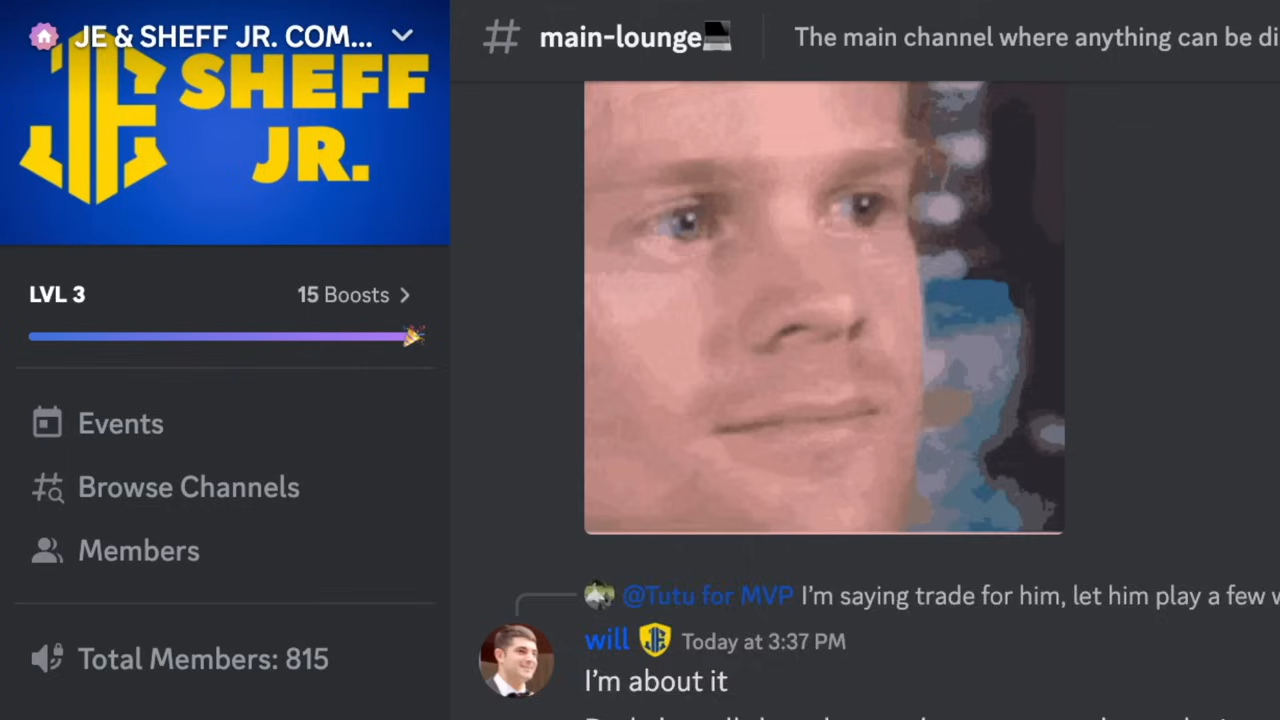 JE & SHEFF JR. COM...
JE SHEFF
JR.
LVL 3
15 Boosts
Events
Browse Channels
Members
Total Members: 815
# main-lounge
The main channel where anything can be di
@Tutu for MVP I'm saying trade for him, let him play a few
will JE Today at 3:37 PM
I'm about it